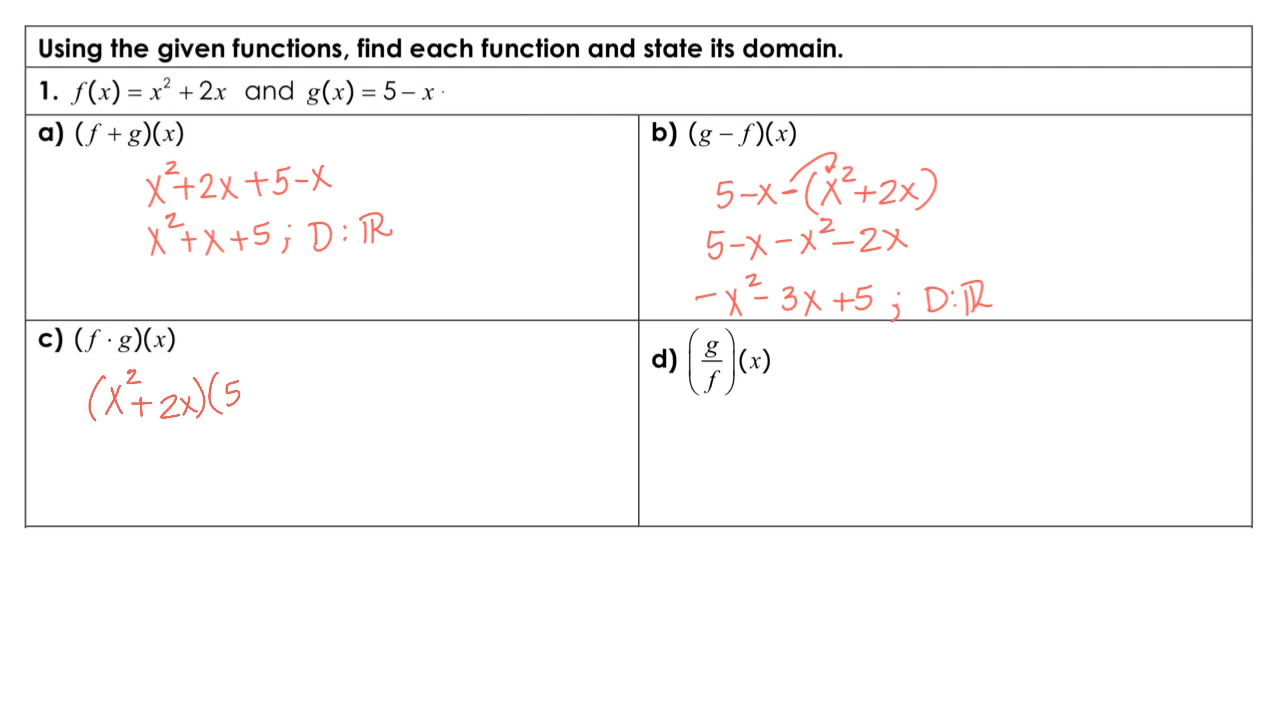 Using the given functions, find each function and state its domain.
1. f(x) = x² + 2x and g(x) = 5 − x
a) (f + g)(x)
x²+2x+5-x
x²+x+5 ; D: ℝ
b) (g − f)(x)
5-x-(x²+2x)
5-x-x²-2x
-x²-3x+5 ; D:ℝ
c) (f · g)(x)
(x²+2x)(5
d) (g/f)(x)